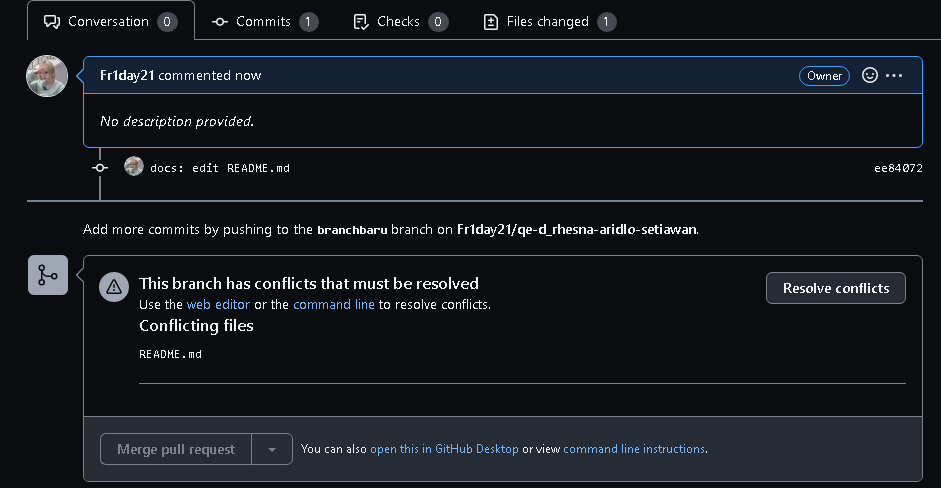 Conversation 0 Commits 1 Checks 0 Files changed 1
Fr1day21 commented now Owner
No description provided.
docs: edit README.md ee84072
Add more commits by pushing to the branchbaru branch on Fr1day21/qe-d_rhesna-aridlo-setiawan.
This branch has conflicts that must be resolved
Resolve conflicts
Use the web editor or the command line to resolve conflicts.
Conflicting files
README.md
Merge pull request You can also open this in GitHub Desktop or view command line instructions.